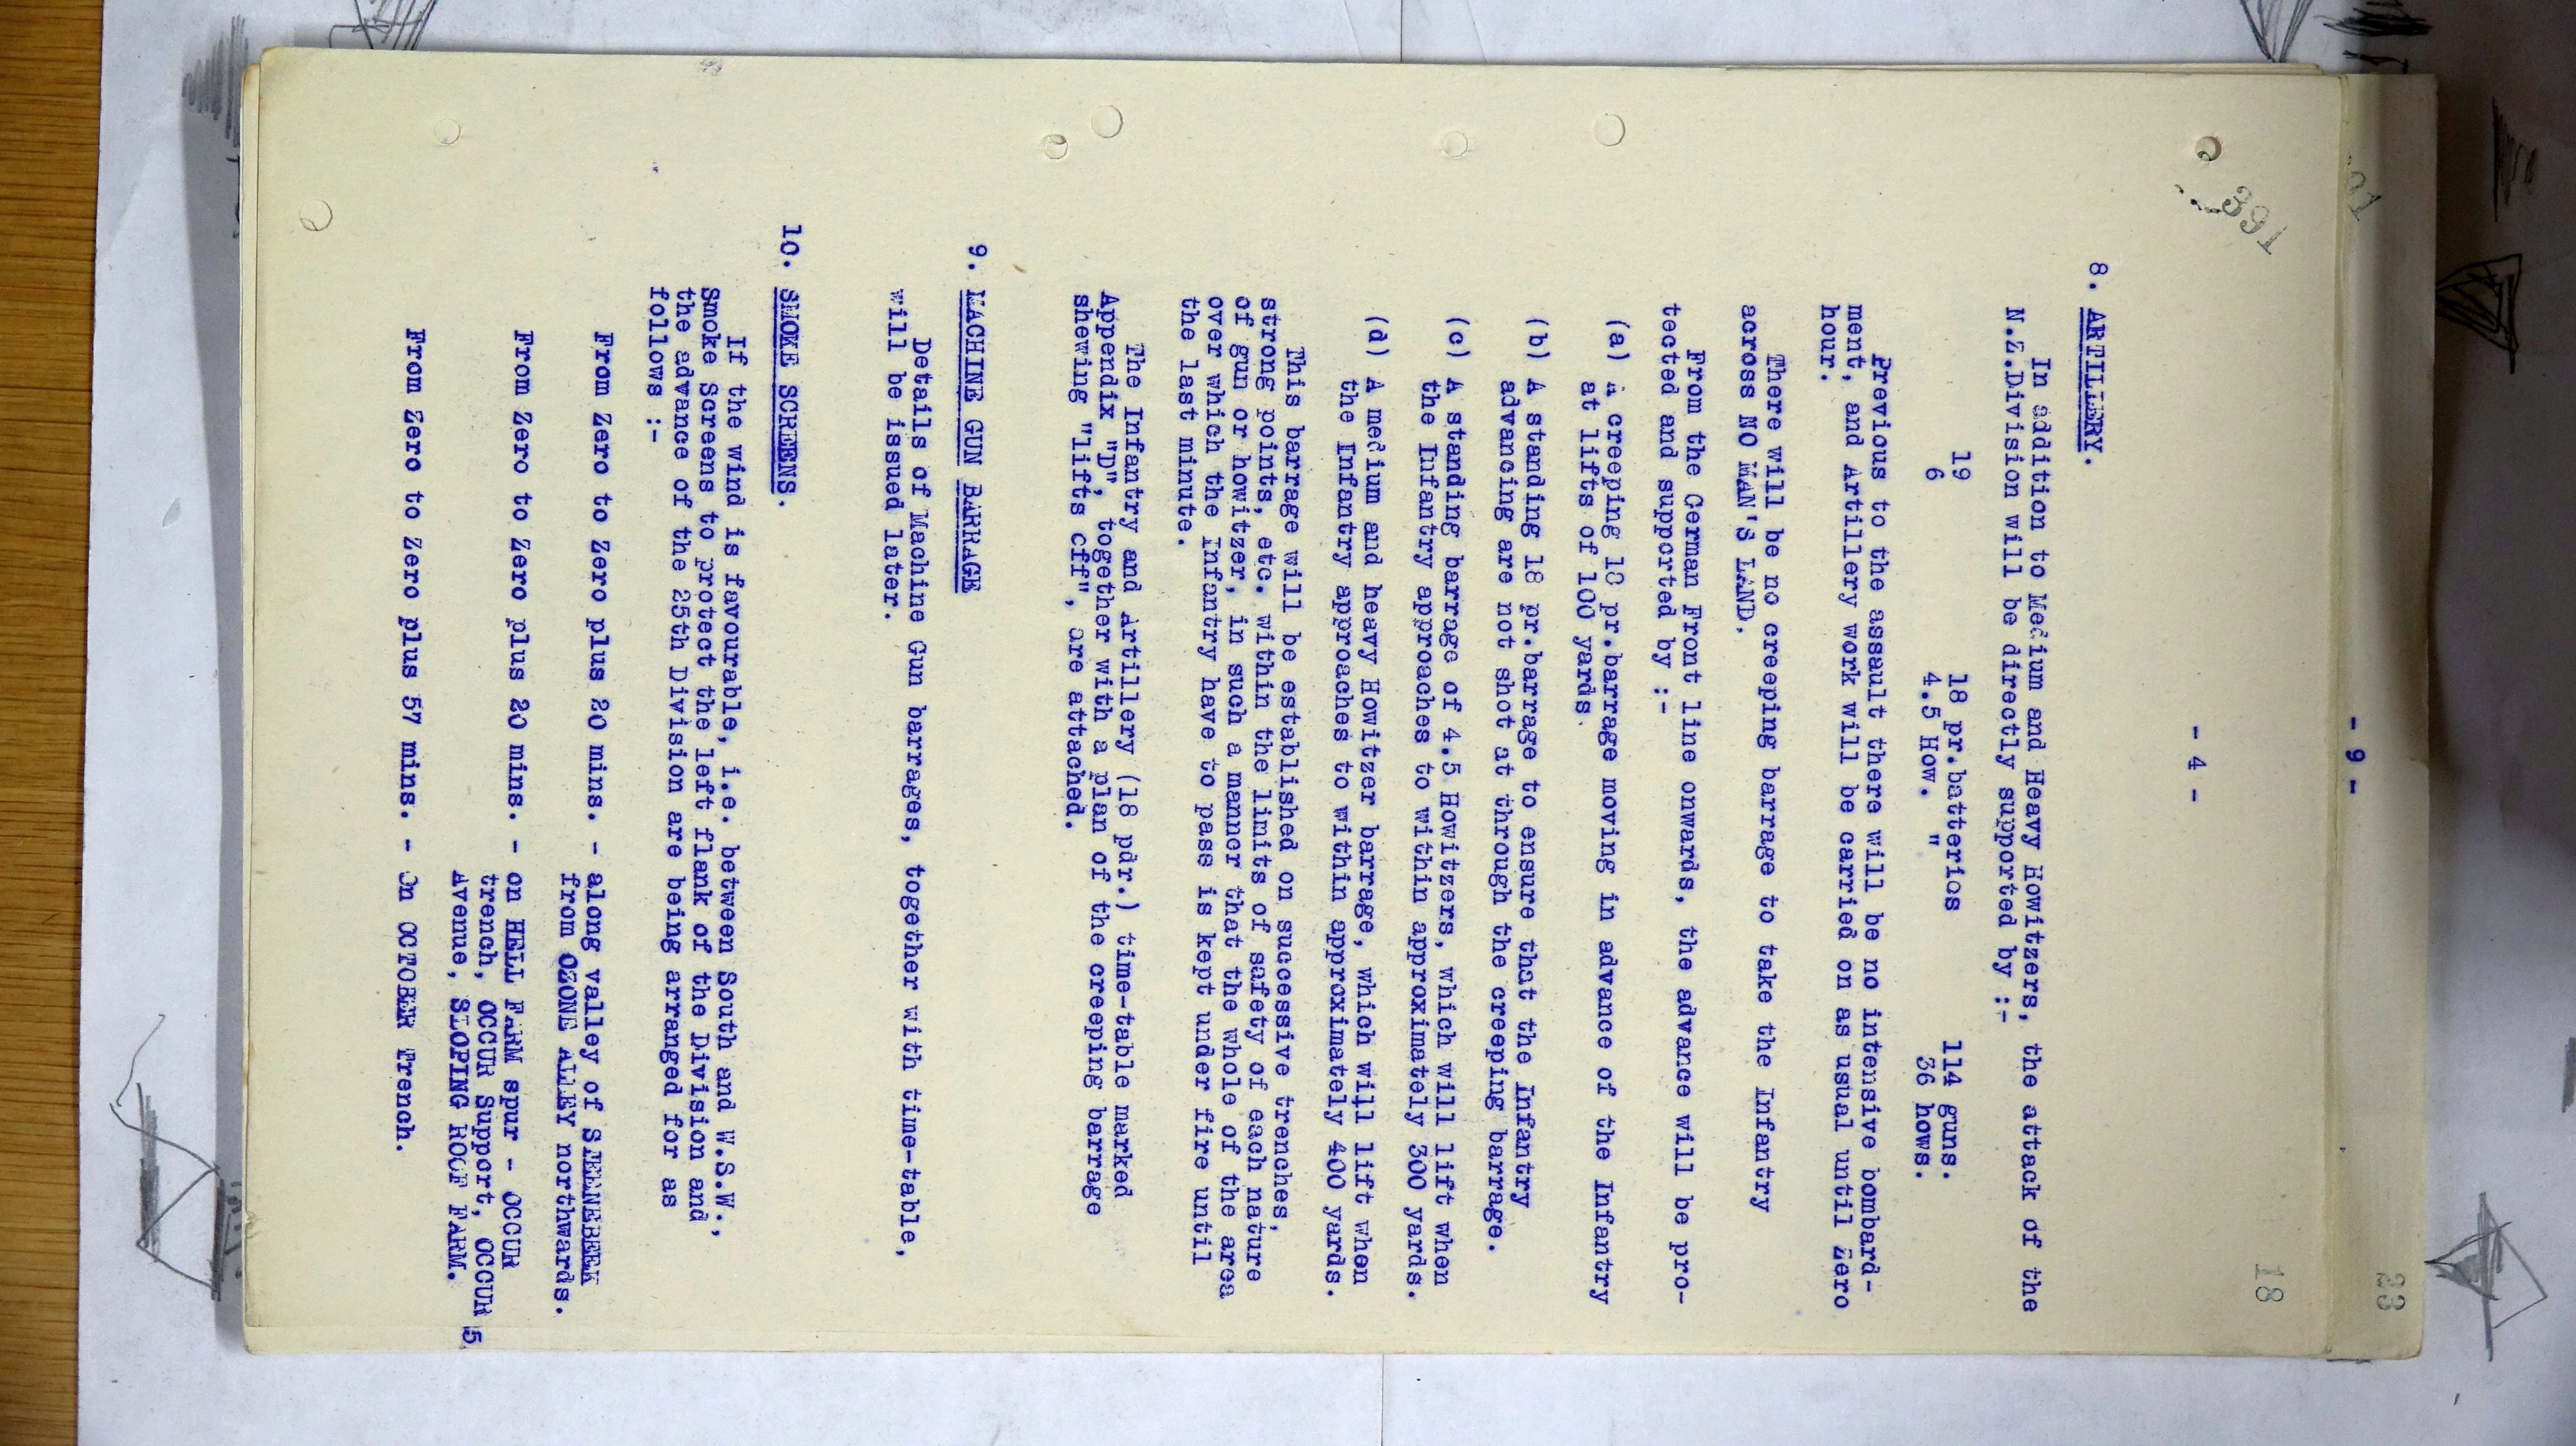 - 9 -
23
391
18
- 4 -
8. ARTILLERY.
In addition to Medium and Heavy Howitzers, the attack of the
N.Z.Division will be directly supported by :-
19 18 pr.batteries 114 guns.
6 4.5 How. " 36 hows.
Previous to the assault there will be no intensive bombard-
ment, and Artillery work will be carried on as usual until Zero
hour.
There will be no creeping barrage to take the Infantry
across NO MAN'S LAND.
From the German Front line onwards, the advance will be pro-
tected and supported by :-
(a) A creeping 18 pr.barrage moving in advance of the Infantry
at lifts of 100 yards.
(b) A standing 18 pr.barrage to ensure that the Infantry
advancing are not shot at through the creeping barrage.
(c) A standing barrage of 4.5 Howitzers, which will lift when
the Infantry approaches to within approximately 300 yards.
(d) A medium and heavy Howitzer barrage, which will lift when
the Infantry approaches to within approximately 400 yards.
This barrage will be established on successive trenches,
strong points, etc. within the limits of safety of each nature
of gun or howitzer, in such a manner that the whole of the area
over which the Infantry have to pass is kept under fire until
the last minute.
The Infantry and Artillery (18 pdr.) time-table marked
Appendix "D", together with a plan of the creeping barrage
shewing "lifts off", are attached.
9. MACHINE GUN BARRAGE
Details of Machine Gun barrages, together with time-table,
will be issued later.
10. SMOKE SCREENS.
If the wind is favourable, i.e. between South and W.S.W.,
Smoke Screens to protect the left flank of the Division and
the advance of the 25th Division are being arranged for as
follows :-
From Zero to Zero plus 20 mins. - along valley of STEENEBEEK
from OZONE ALLEY northwards.
From Zero to Zero plus 20 mins. - on HELL FARM spur - OCCUR
trench, OCCUR Support, OCCUR
Avenue, SLOPING ROOF FARM. 5
From Zero to Zero plus 57 mins. - On OCTOBER Trench.